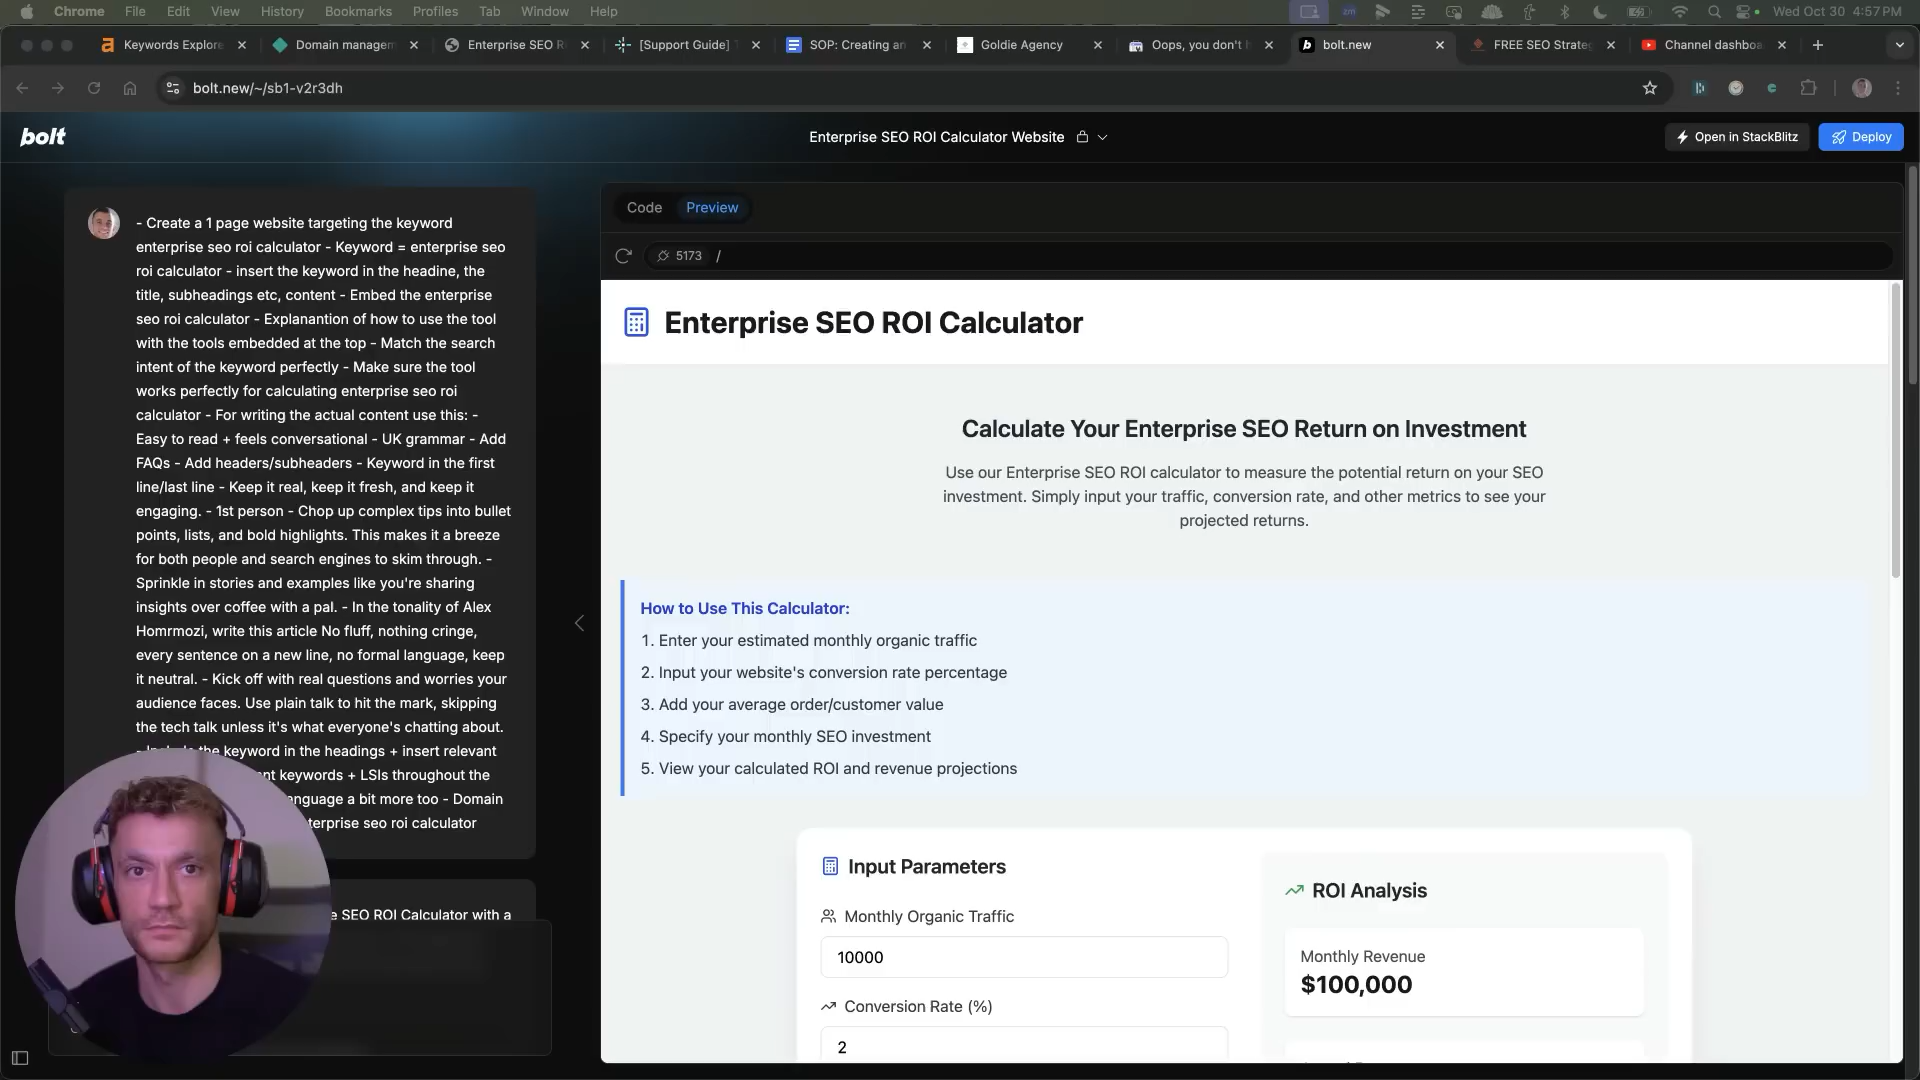 Chrome File Edit View History Bookmarks Profiles Tab Window Help
zm
Wed Oct 30 4:57 PM
Keywords Explore
Domain managem
Enterprise SEO R
[Support Guide]
SOP: Creating an
Goldie Agency
Oops, you don't h
bolt.new
FREE SEO Strate
Channel dashboa
bolt.new/~/sb1-v2r3dh
bolt
Enterprise SEO ROI Calculator Website
Open in StackBlitz
Deploy
- Create a 1 page website targeting the keyword
enterprise seo roi calculator - Keyword = enterprise seo
roi calculator - insert the keyword in the headine, the
title, subheadings etc, content - Embed the enterprise
seo roi calculator - Explanantion of how to use the tool
with the tools embedded at the top - Match the search
intent of the keyword perfectly - Make sure the tool
works perfectly for calculating enterprise seo roi
calculator - For writing the actual content use this: -
Easy to read + feels conversational - UK grammar - Add
FAQs - Add headers/subheaders - Keyword in the first
line/last line - Keep it real, keep it fresh, and keep it
engaging. - 1st person - Chop up complex tips into bullet
points, lists, and bold highlights. This makes it a breeze
for both people and search engines to skim through. -
Sprinkle in stories and examples like you're sharing
insights over coffee with a pal. - In the tonality of Alex
Homrmozi, write this article No fluff, nothing cringe,
every sentence on a new line, no formal language, keep
it neutral. - Kick off with real questions and worries your
audience faces. Use plain talk to hit the mark, skipping
the tech talk unless it's what everyone's chatting about.
the keyword in the headings + insert relevant
keywords + LSIs throughout the
a bit more too - Domain
seo roi calculator
SEO ROI Calculator with a
Code
Preview
5173 /
Enterprise SEO ROI Calculator
Calculate Your Enterprise SEO Return on Investment
Use our Enterprise SEO ROI calculator to measure the potential return on your SEO
investment. Simply input your traffic, conversion rate, and other metrics to see your
projected returns.
How to Use This Calculator:
1. Enter your estimated monthly organic traffic
2. Input your website's conversion rate percentage
3. Add your average order/customer value
4. Specify your monthly SEO investment
5. View your calculated ROI and revenue projections
Input Parameters
Monthly Organic Traffic
10000
Conversion Rate (%)
2
ROI Analysis
Monthly Revenue
$100,000